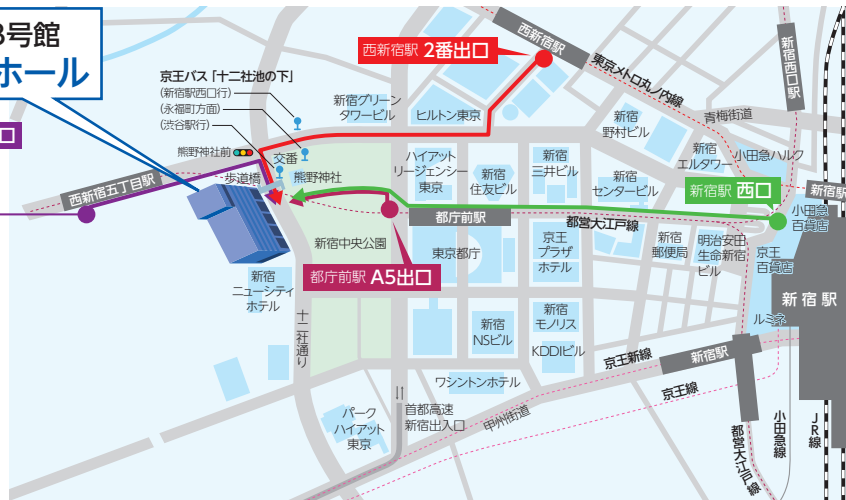 3号館
ホール
口
西新宿駅 2番出口
西新宿駅
東京メトロ丸ノ内線
新宿西口駅
青梅街道
京王バス「十二社池の下」
(新宿駅西口行)
(永福町方面)
(渋谷駅行)
新宿グリーン
タワービル
ヒルトン東京
新宿
野村ビル
新宿
エルタワー
小田急ハルク
熊野神社前
交番
歩道橋
熊野神社
ハイアット
リージェンシー
東京
新宿
住友ビル
新宿
三井ビル
新宿
センタービル
新宿駅 西口
新宿駅
西新宿五丁目駅
都庁前駅
都営大江戸線
小田急
百貨店
新宿中央公園
東京都庁
京王
プラザ
ホテル
新宿
郵便局
明治安田
生命新宿
ビル
京王
百貨店
都庁前駅 A5出口
新宿
ニューシティ
ホテル
新宿駅
十二社通り
新宿
NSビル
新宿
モノリス
KDDIビル
ルミネ
京王新線
新宿駅
京王線
ワシントンホテル
甲州街道
首都高速
新宿出入口
パーク
ハイアット
東京
都営大江戸線
小田急線
JR線